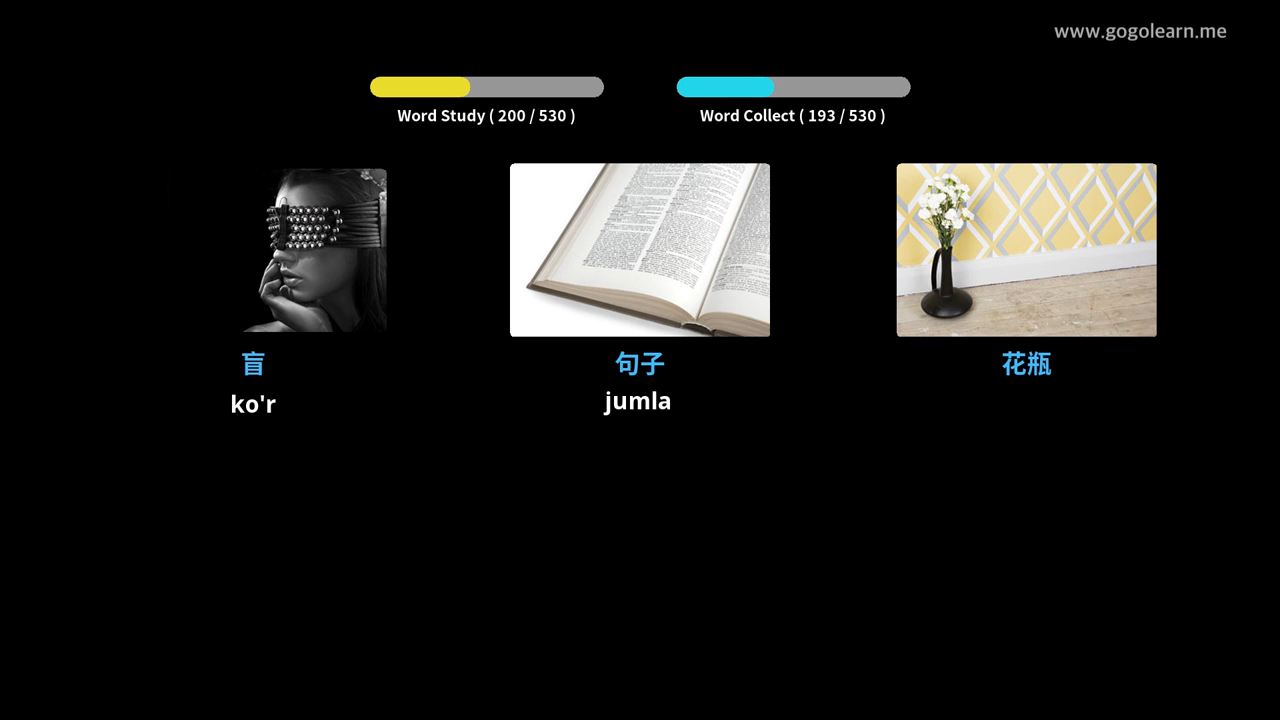 www.gogolearn.me
Word Study ( 200 / 530 )
Word Collect ( 193 / 530 )
盲
ko'r
句子
jumla
花瓶